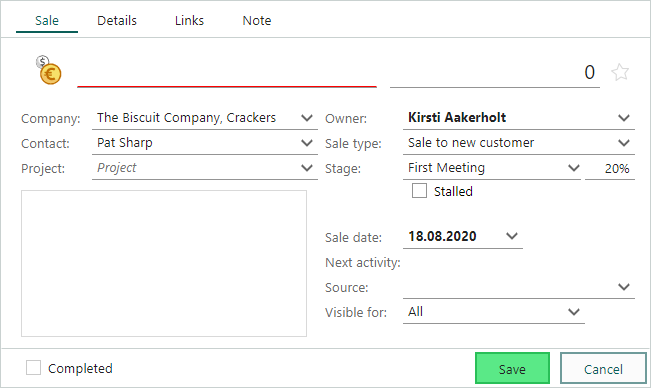 Sale Details Links Note
0
Company: The Biscuit Company, Crackers Owner: Kirsti Aakerholt
Contact: Pat Sharp Sale type: Sale to new customer
Project: Project Stage: First Meeting 20%
Stalled
Sale date: 18.08.2020
Next activity:
Source:
Visible for: All
Completed Save Cancel